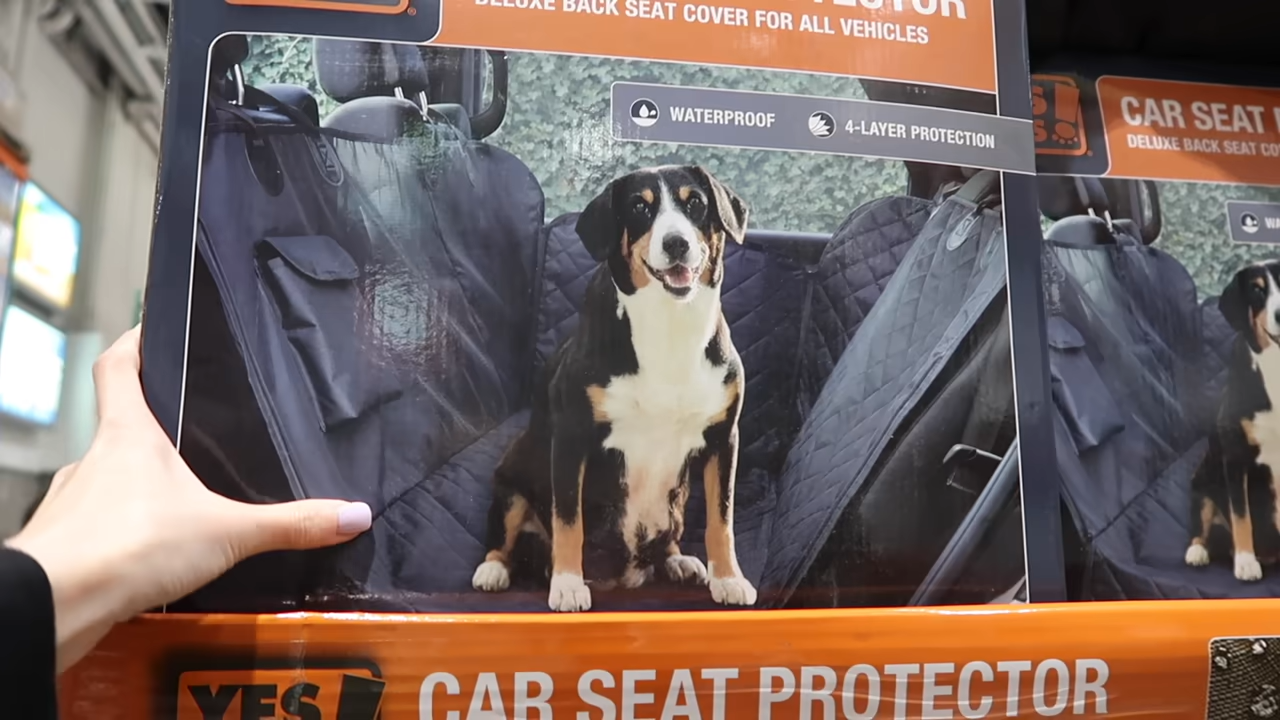 DELUXE BACK SEAT COVER FOR ALL VEHICLES
WATERPROOF
4-LAYER PROTECTION
CAR SEAT
DELUXE BACK SEAT
YES!
CAR SEAT PROTECTOR